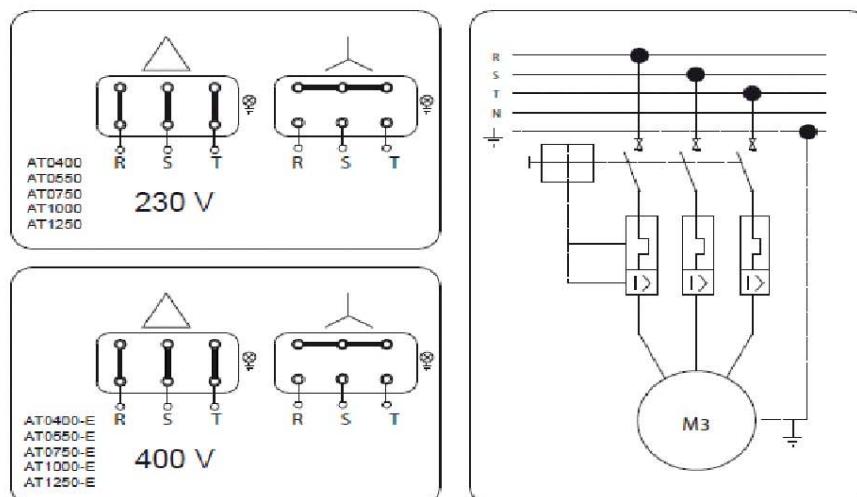 AT0400
AT0550
AT0750
AT1000
AT1250
R S T
R S T
230 V
AT0400-E
AT0550-E
AT0750-E
AT1000-E
AT1250-E
R S T
R S T
400 V
R
S
T
N
I>
I>
I>
M3